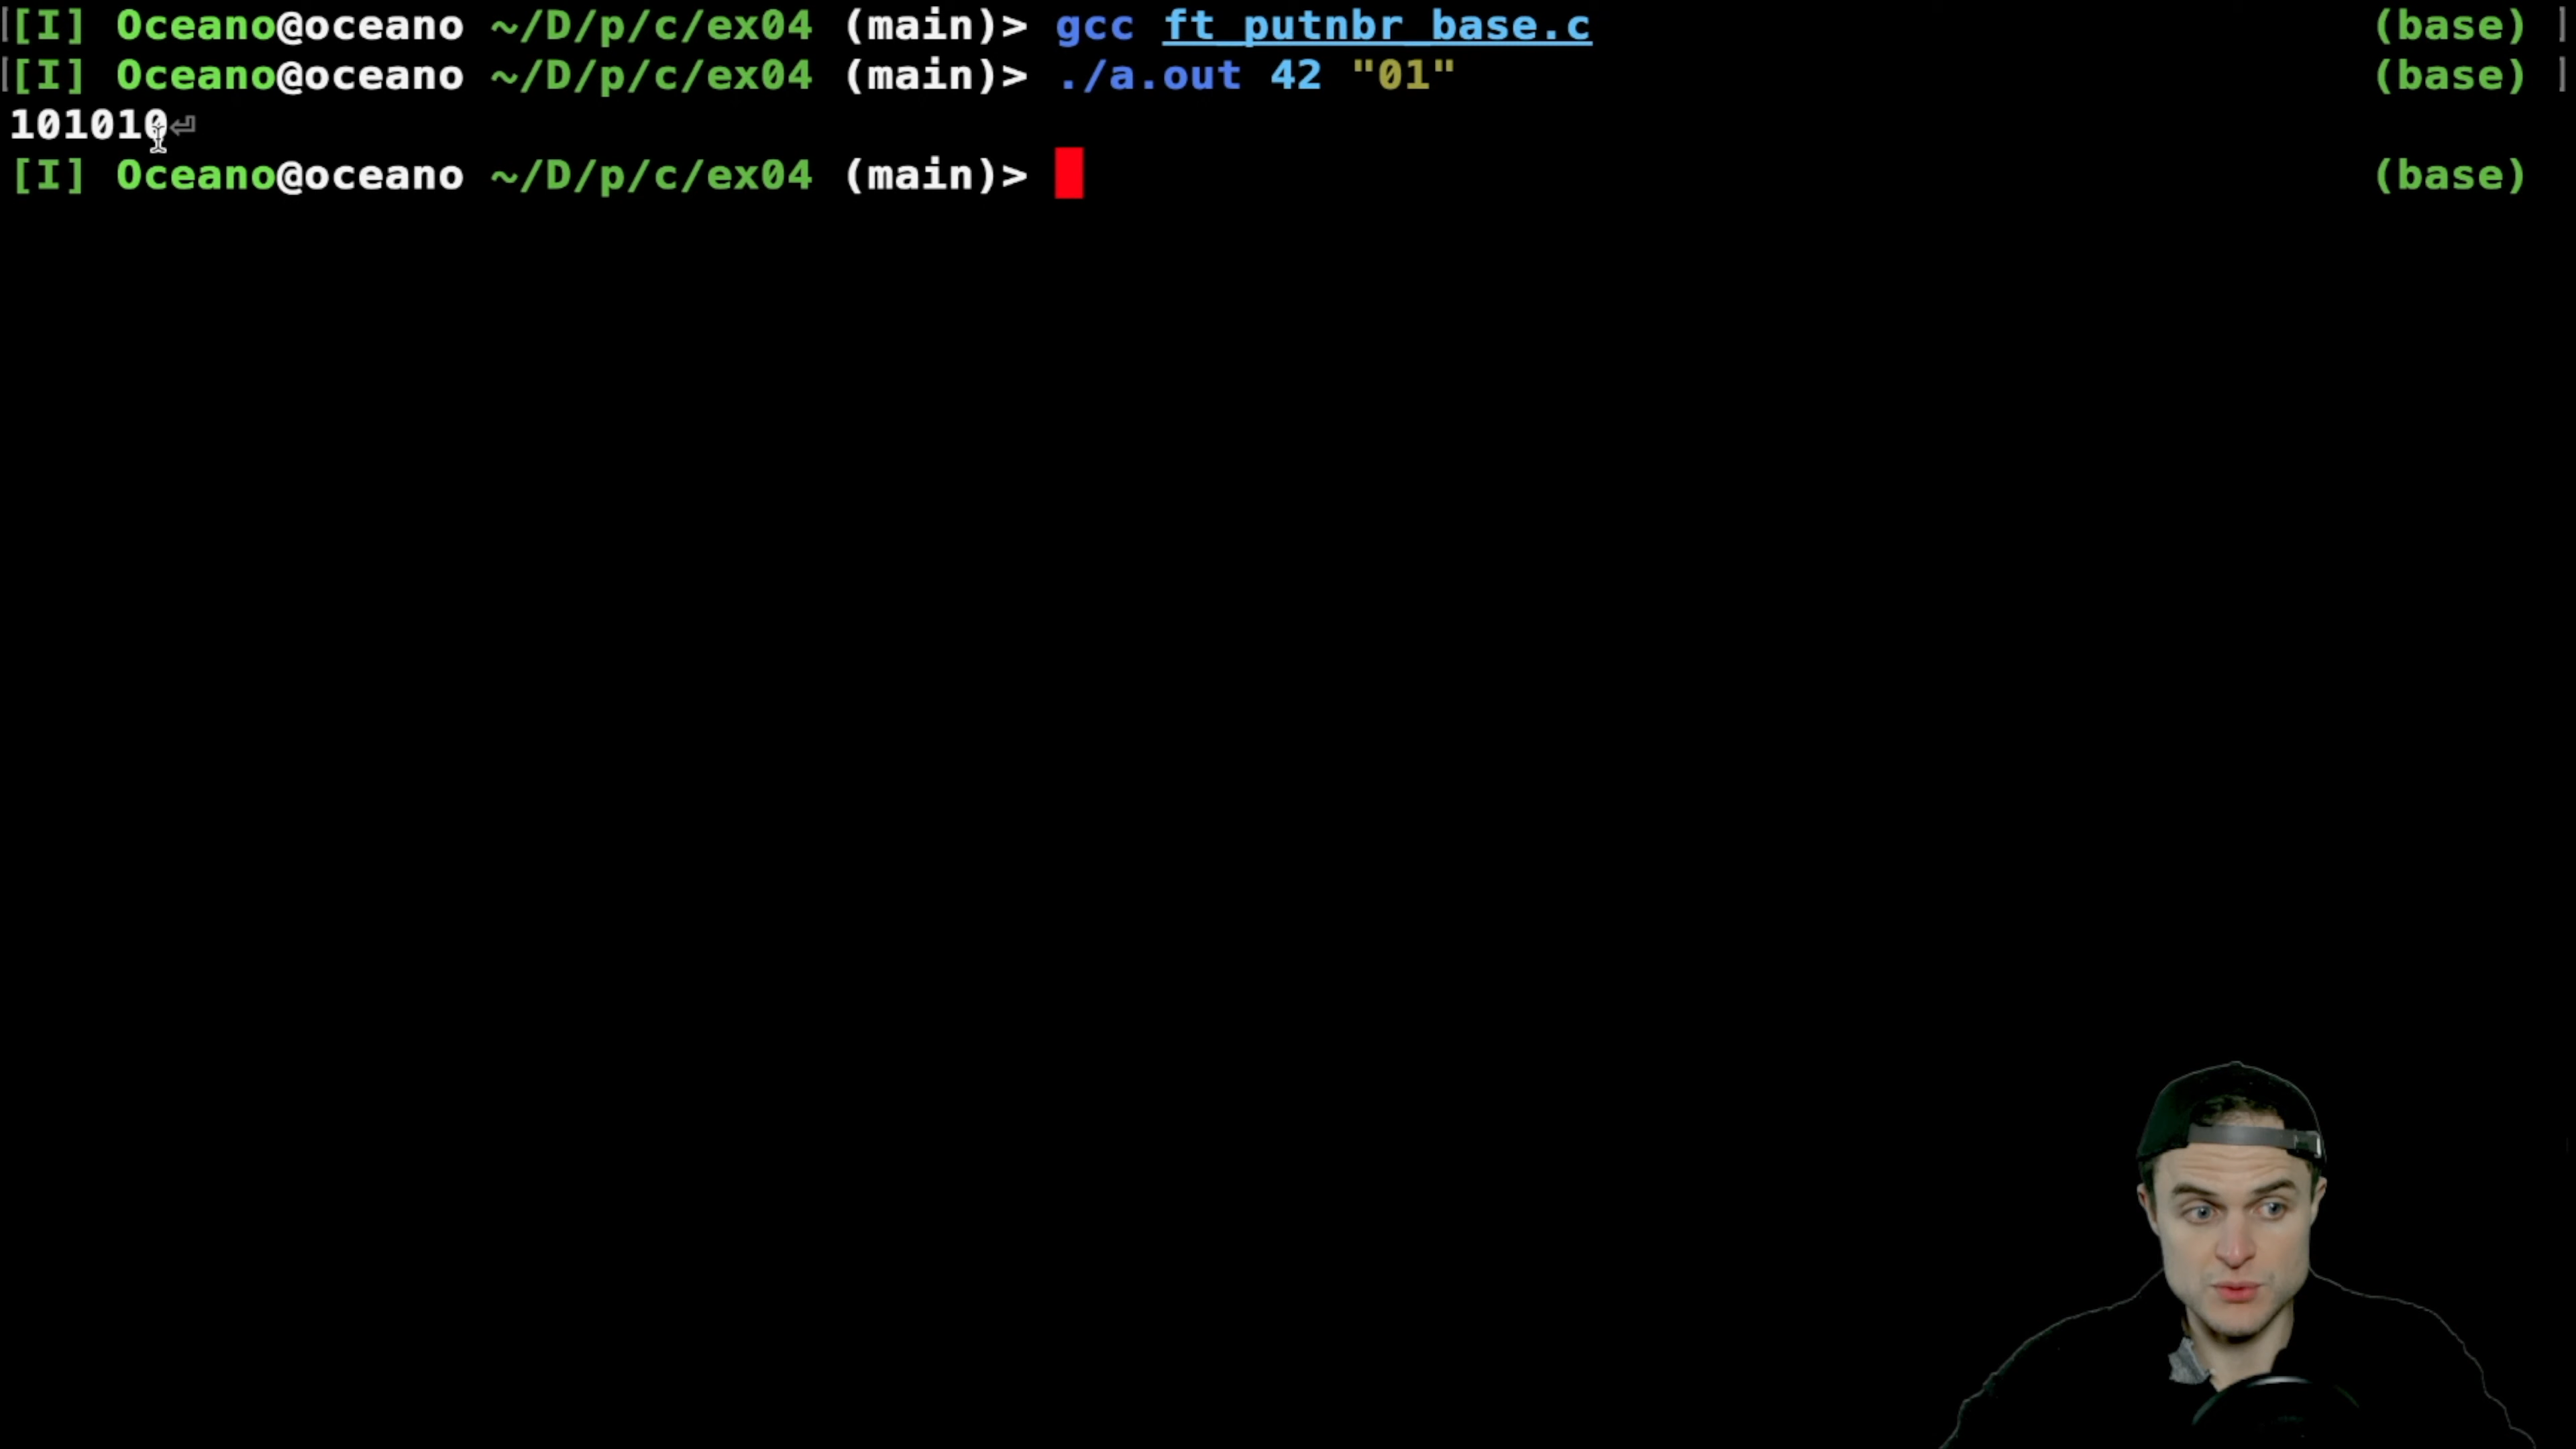 [I] Oceano@oceano ~/D/p/c/ex04 (main)> gcc ft_putnbr_base.c (base)
[I] Oceano@oceano ~/D/p/c/ex04 (main)> ./a.out 42 "01" (base)
101010⏎
[I] Oceano@oceano ~/D/p/c/ex04 (main)> (base)